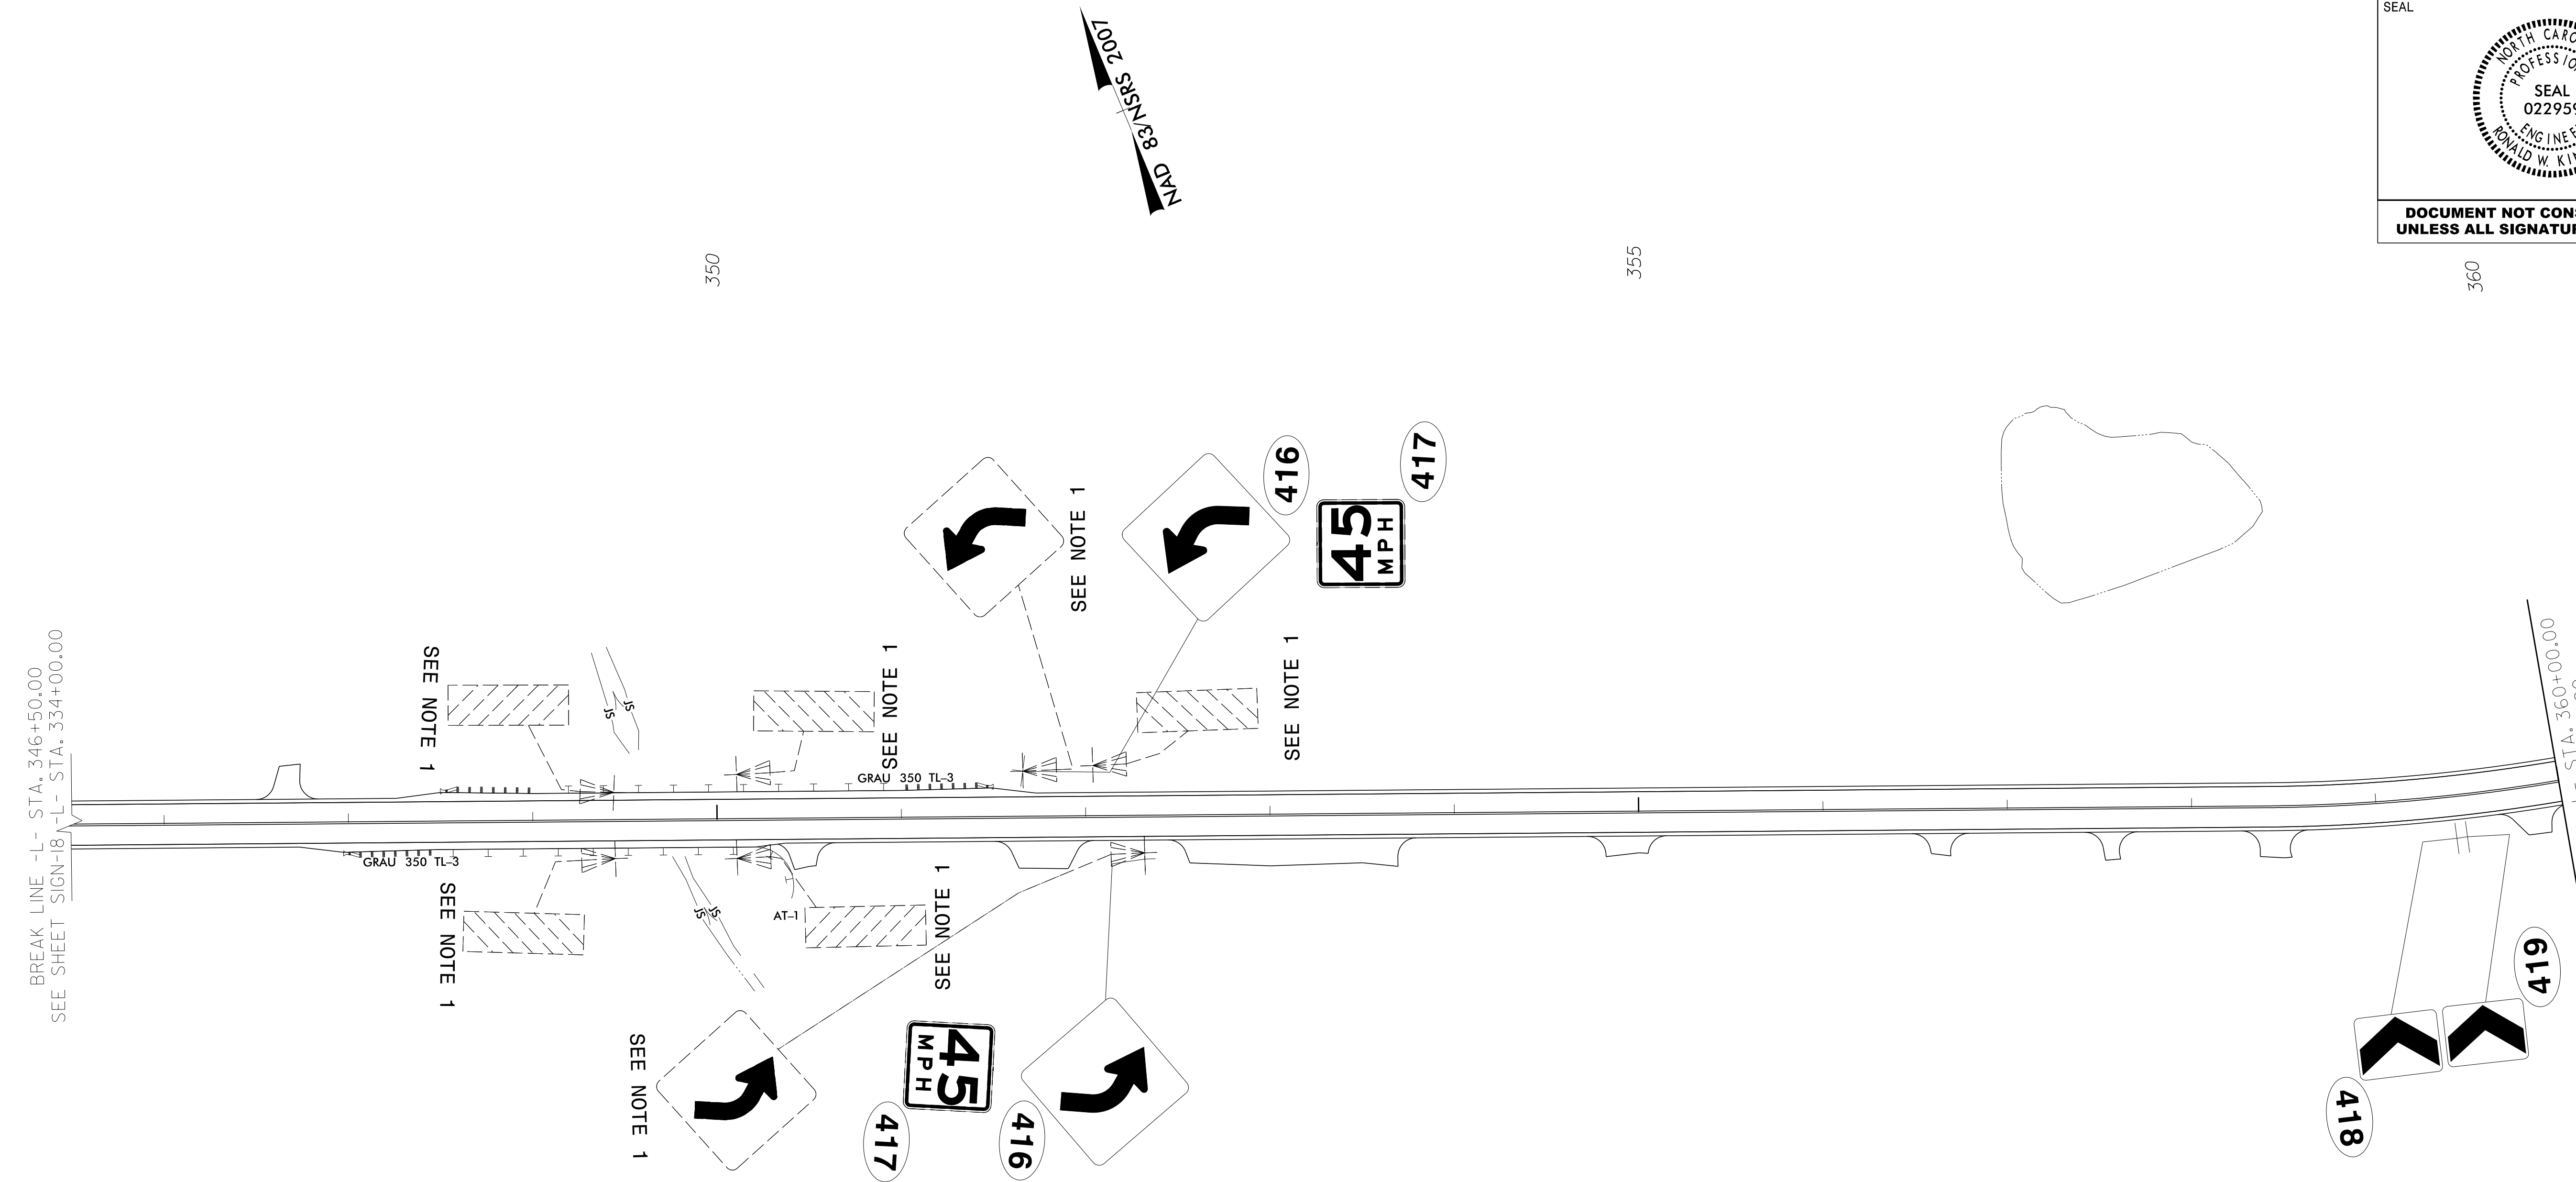 SEAL
NORTH
SEAL
RONALD W.
DOCUMENT NOT
UNLESS ALL
NAD 83/NSRS 2007
350
355
360
416
417
45
MPH
SEE NOTE 1
SEE NOTE 1
SEE NOTE 1
SEE NOTE 1
JS
JS
GRAU 350 TL-3
BREAK LINE -L- STA. 346+50.00
SEE SHEET SIGN-18 -L- STA. 334+00.00
STA. 360+00.00
STA.
GRAU 350 TL-3
SEE NOTE 1
JS
JS
AT-1
SEE NOTE 1
SEE NOTE 1
45
MPH
417
416
419
418